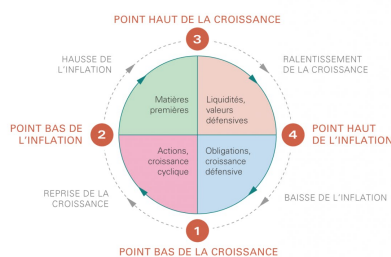 POINT HAUT DE LA CROISSANCE
3
HAUSSE DE
L'INFLATION
RALENTISSEMENT
DE LA CROISSANCE
Matières
premières
Liquidités,
valeurs
défensives
POINT BAS DE
L'INFLATION
2
4
POINT HAUT
DE L'INFLATION
Actions,
croissance
cyclique
Obligations,
croissance
défensive
REPRISE DE LA
CROISSANCE
BAISSE DE L'INFLATION
1
POINT BAS DE LA CROISSANCE